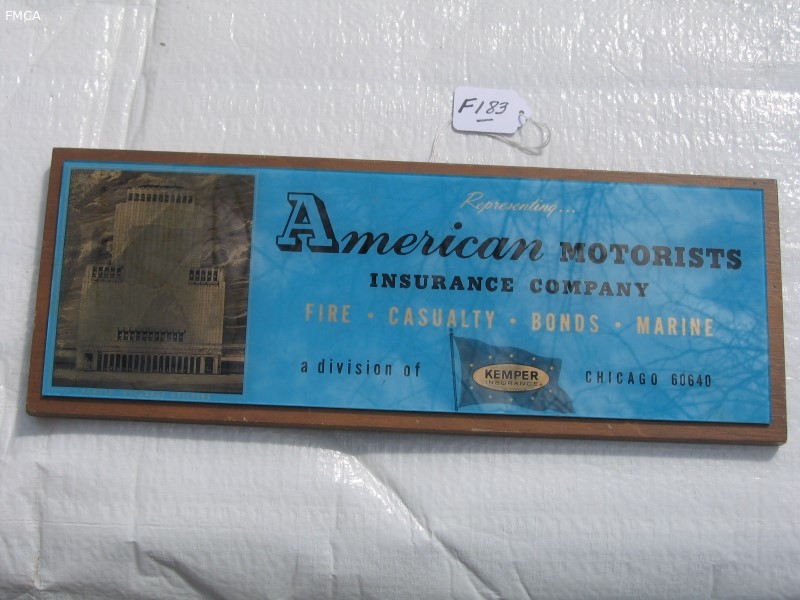 FMCA
F183
Representing...
American MOTORISTS
INSURANCE COMPANY
FIRE • CASUALTY • BONDS • MARINE
a division of
KEMPER
INSURANCE
CHICAGO 60640